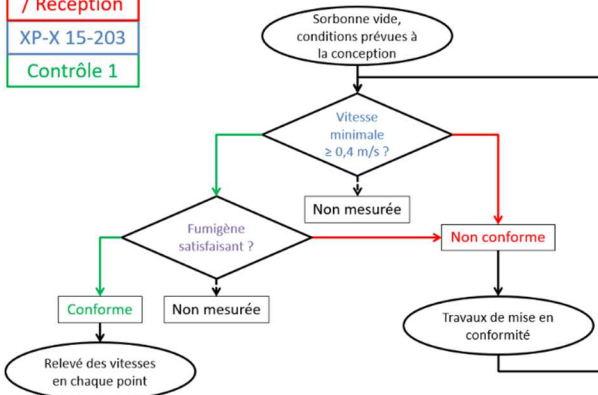 / Réception
XP-X 15-203
Contrôle 1
Sorbonne vide,
conditions prévues à
la conception
Vitesse
minimale
≥ 0,4 m/s ?
Non mesurée
Fumigène
satisfaisant ?
Non conforme
Conforme
Non mesurée
Travaux de mise en
conformité
Relevé des vitesses
en chaque point